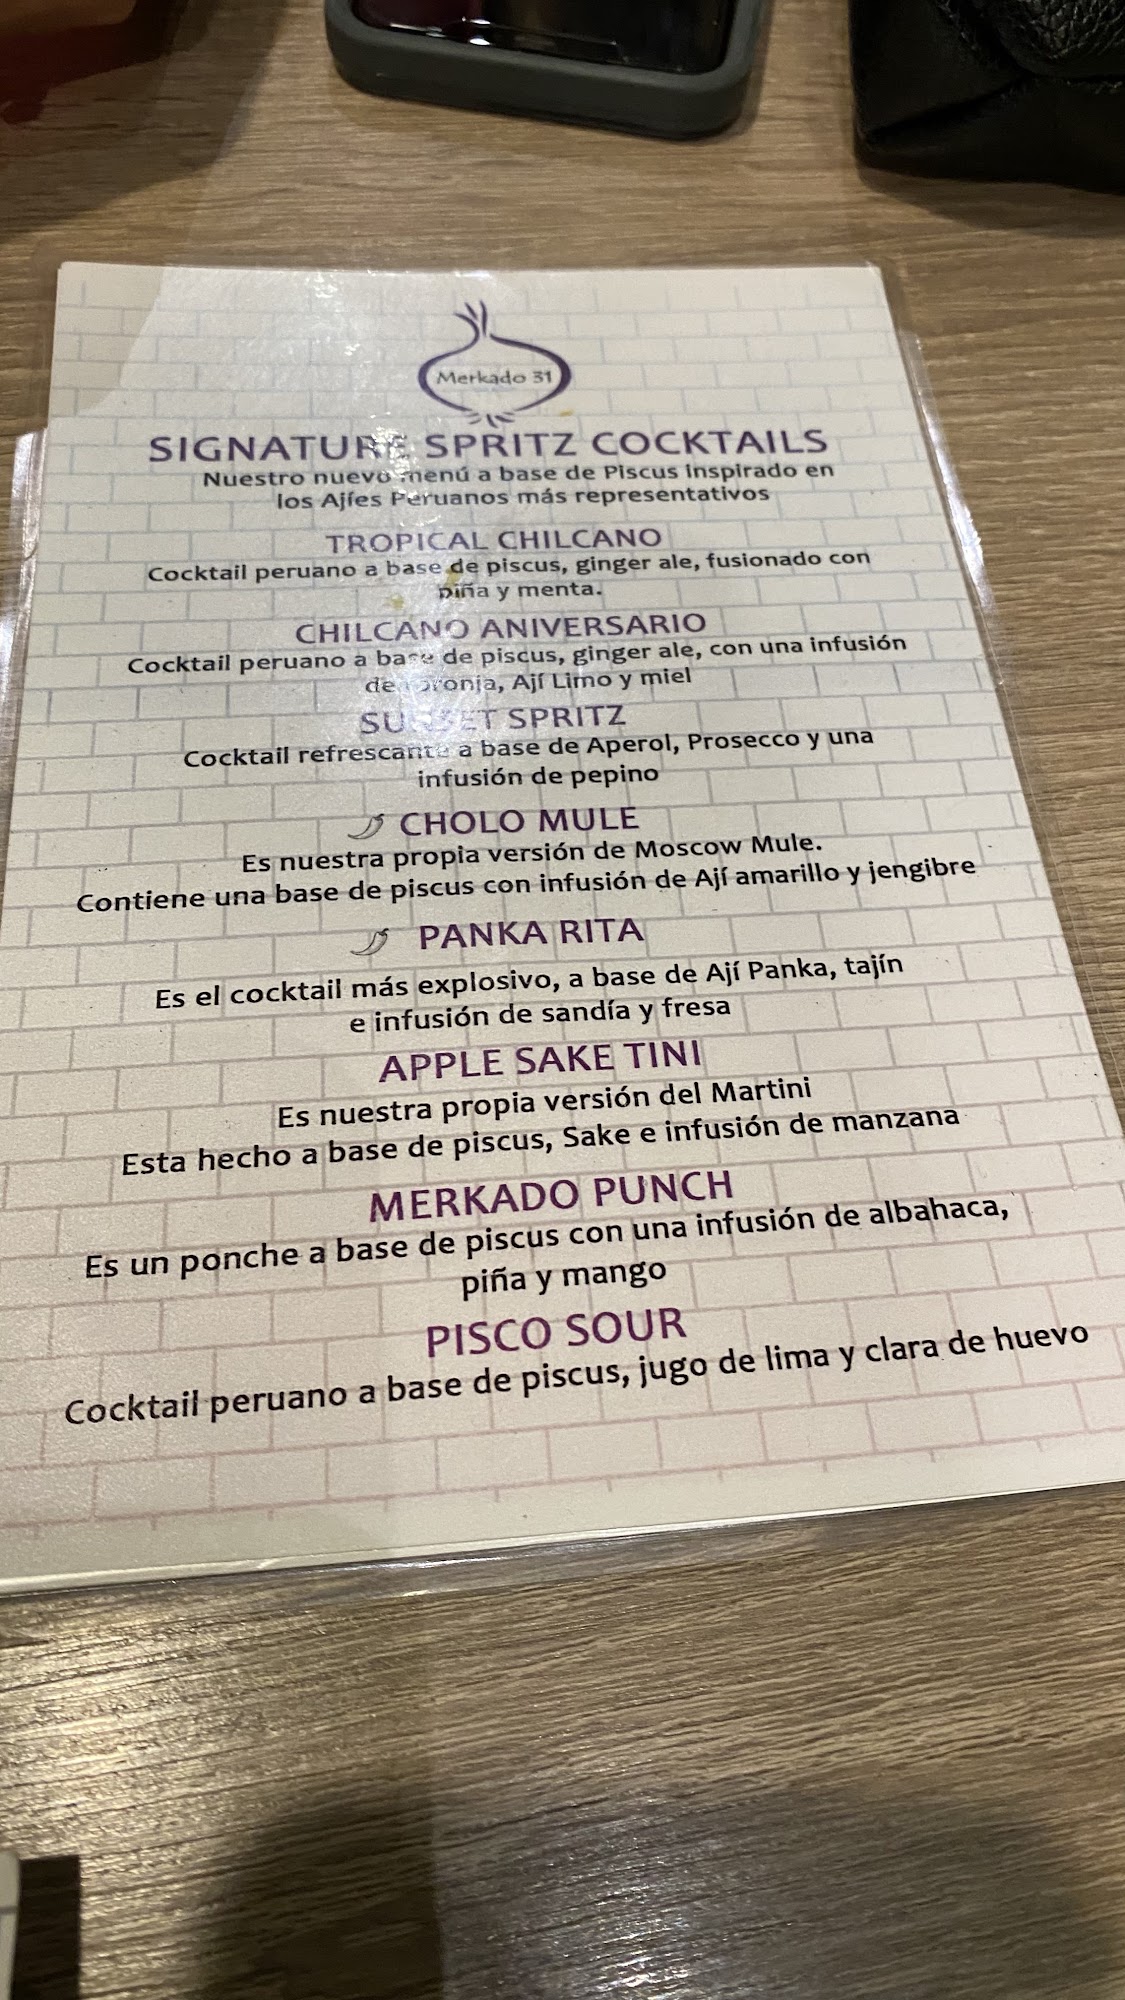 Merkado 31
SIGNATURE SPRITZ COCKTAILS
Nuestro nuevo menú a base de Piscus inspirado en
los Ajíes Peruanos más representativos
TROPICAL CHILCANO
Cocktail peruano a base de piscus, ginger ale, fusionado con
piña y menta.
CHILCANO ANIVERSARIO
Cocktail peruano a base de piscus, ginger ale, con una infusión
de toronja, Ají Limo y miel
SUNSET SPRITZ
Cocktail refrescante a base de Aperol, Prosecco y una
infusión de pepino
CHOLO MULE
Es nuestra propia versión de Moscow Mule.
Contiene una base de piscus con infusión de Ají amarillo y jengibre
PANKA RITA
Es el cocktail más explosivo, a base de Ají Panka, tajín
e infusión de sandía y fresa
APPLE SAKE TINI
Es nuestra propia versión del Martini
Esta hecho a base de piscus, Sake e infusión de manzana
MERKADO PUNCH
Es un ponche a base de piscus con una infusión de albahaca,
piña y mango
PISCO SOUR
Cocktail peruano a base de piscus, jugo de lima y clara de huevo